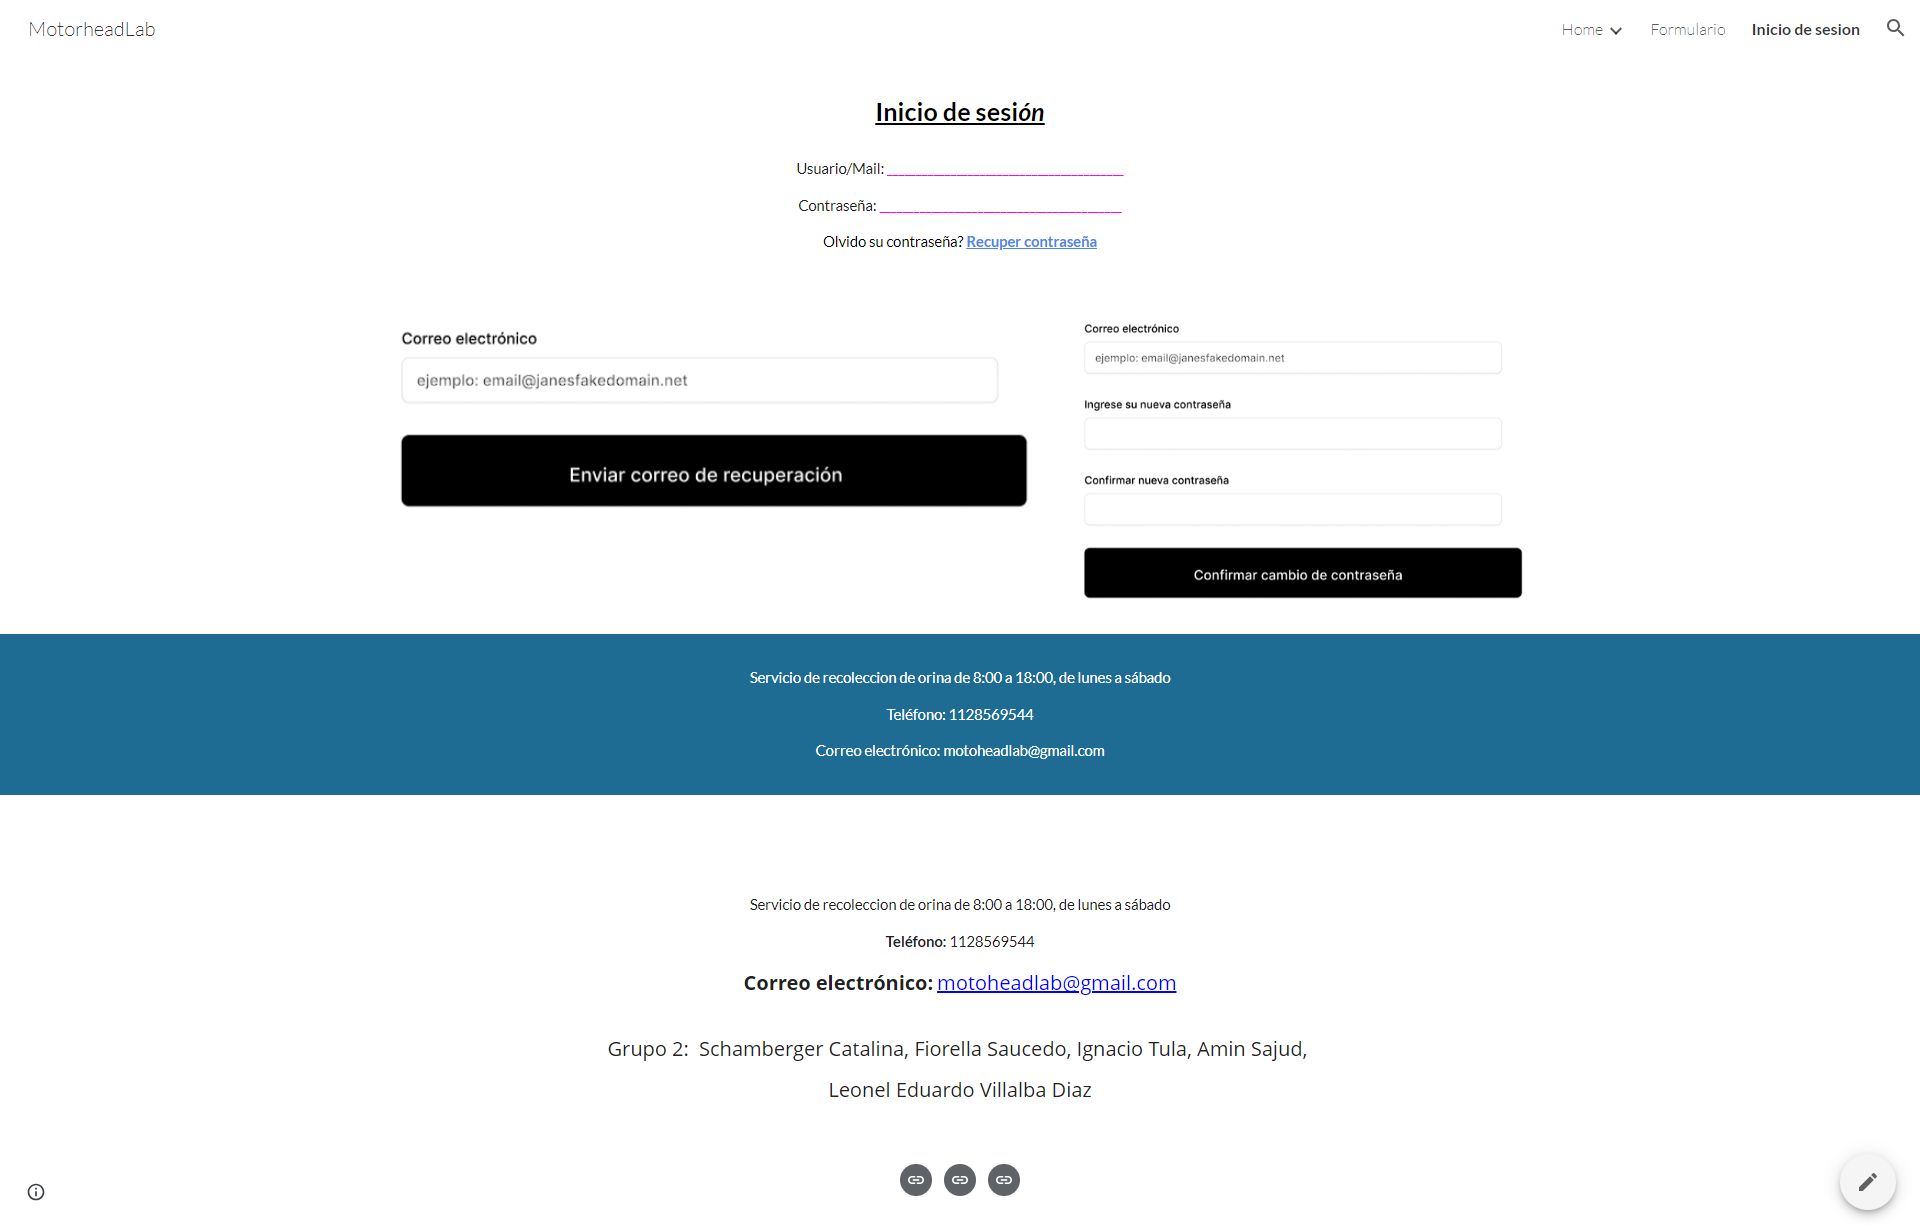 MotorheadLab
Home Formulario Inicio de sesion
Inicio de sesión
Usuario/Mail: ________________________________________
Contraseña: ________________________________________
Olvido su contraseña? Recuper contraseña
Correo electrónico
ejemplo: email@janesfakedomain.net
Enviar correo de recuperación
Correo electrónico
ejemplo: email@janesfakedomain.net
Ingrese su nueva contraseña
Confirmar nueva contraseña
Confirmar cambio de contraseña
Servicio de recoleccion de orina de 8:00 a 18:00, de lunes a sábado
Teléfono: 1128569544
Correo electrónico: motoheadlab@gmail.com
Servicio de recoleccion de orina de 8:00 a 18:00, de lunes a sábado
Teléfono: 1128569544
Correo electrónico: motoheadlab@gmail.com
Grupo 2:  Schamberger Catalina, Fiorella Saucedo, Ignacio Tula, Amin Sajud,
Leonel Eduardo Villalba Diaz